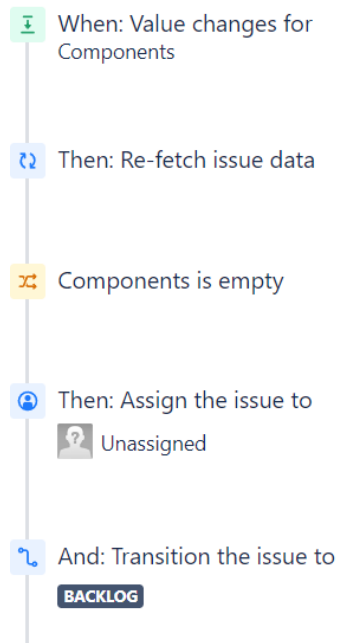 When: Value changes for
Components
Then: Re-fetch issue data
Components is empty
Then: Assign the issue to
Unassigned
And: Transition the issue to
BACKLOG